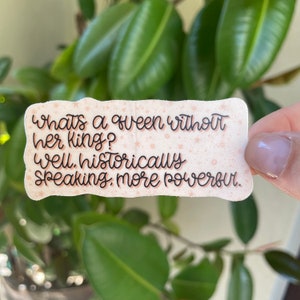 what's a queen without
her king?
well, historically
speaking, more powerful.